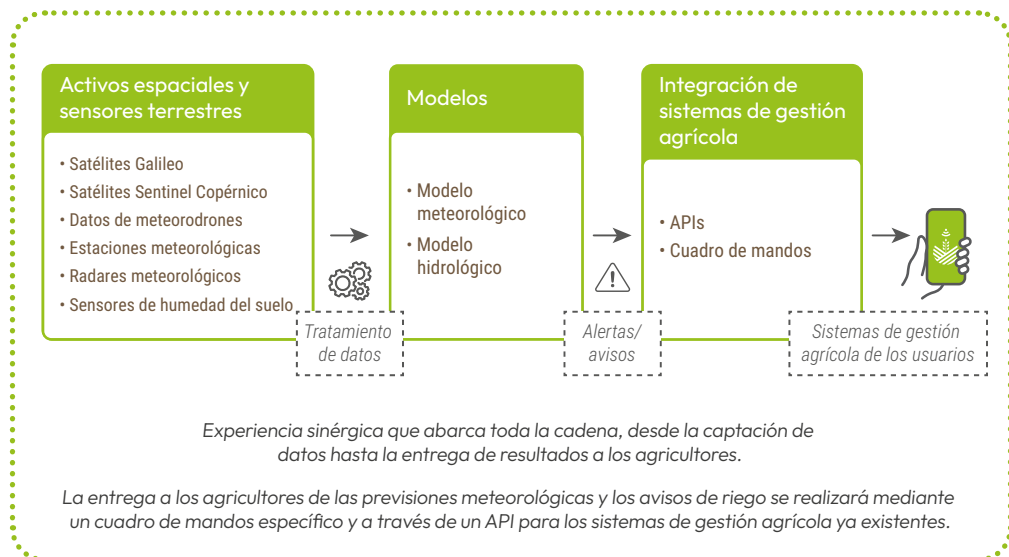 Activos espaciales y
sensores terrestres
• Satélites Galileo
• Satélites Sentinel Copérnico
• Datos de meteorodrones
• Estaciones meteorológicas
• Radares meteorológicos
• Sensores de humedad del suelo
Tratamiento
de datos
Modelos
• Modelo
meteorológico
• Modelo
hidrológico
Alertas/
avisos
Integración de
sistemas de gestión
agrícola
• APIs
• Cuadro de mandos
Sistemas de gestión
agrícola de los usuarios
Experiencia sinérgica que abarca toda la cadena, desde la captación de
datos hasta la entrega de resultados a los agricultores.
La entrega a los agricultores de las previsiones meteorológicas y los avisos de riego se realizará mediante
un cuadro de mandos específico y a través de un API para los sistemas de gestión agrícola ya existentes.